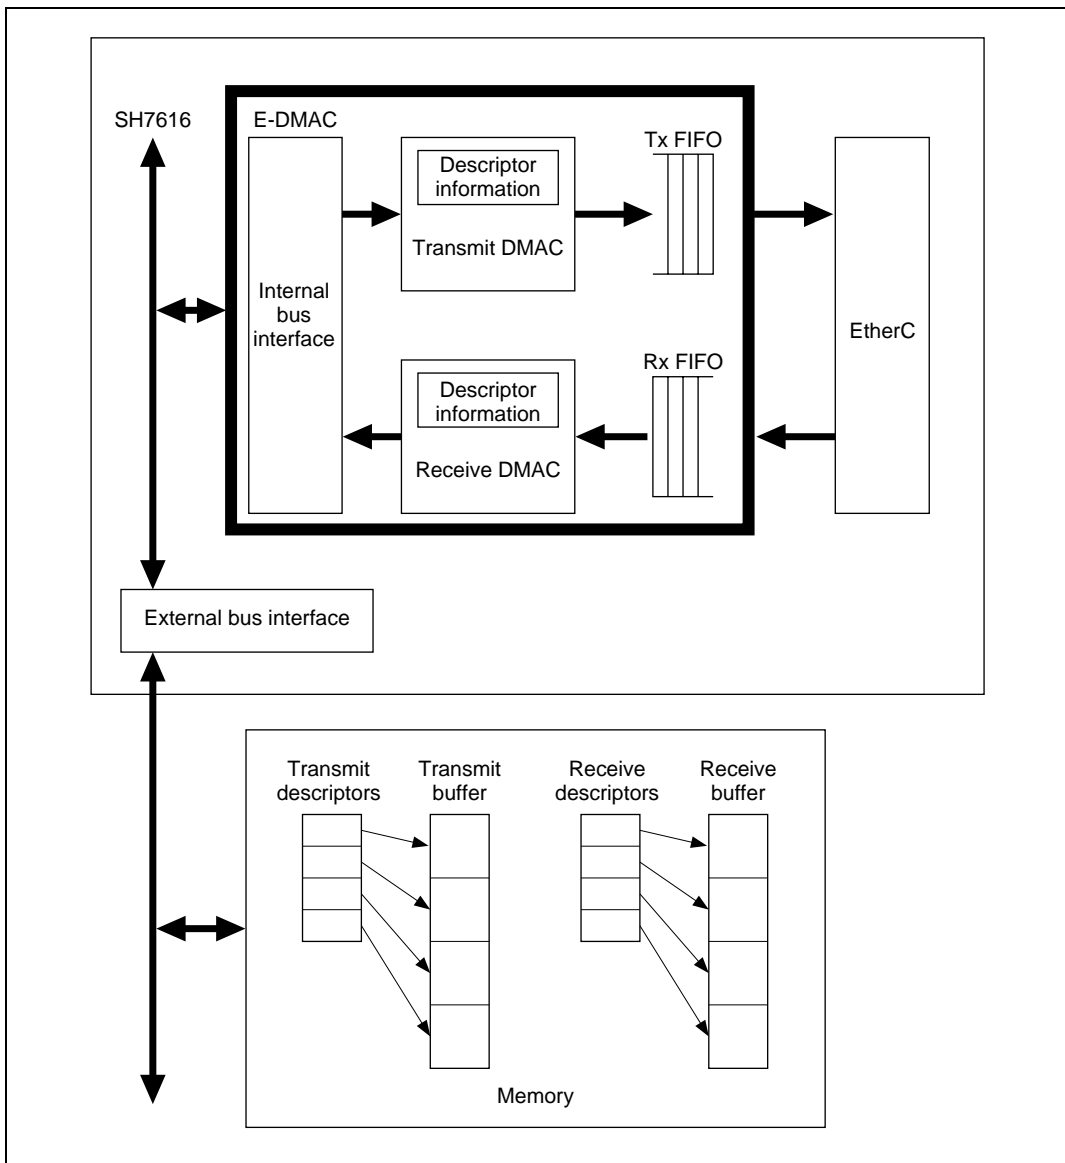 SH7616
E-DMAC
Tx FIFO
Descriptor
information
Transmit DMAC
Internal
bus
interface
EtherC
Rx FIFO
Descriptor
information
Receive DMAC
External bus interface
Transmit
descriptors
Transmit
buffer
Receive
descriptors
Receive
buffer
Memory